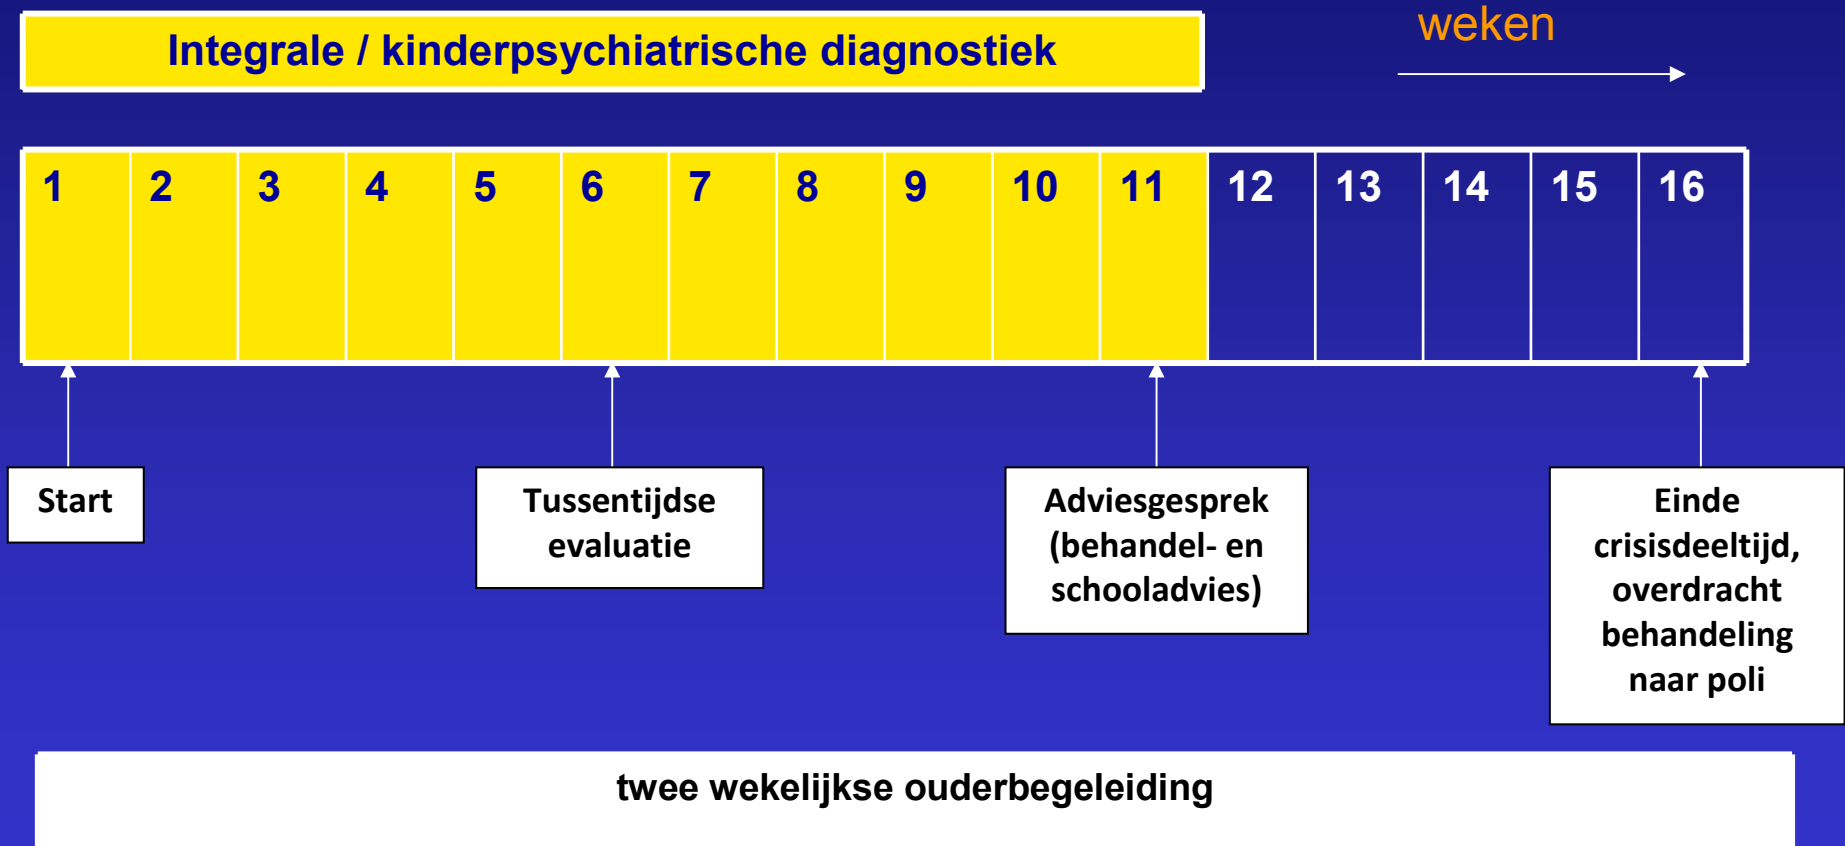 weken
Integrale / kinderpsychiatrische diagnostiek
1 2 3 4 5 6 7 8 9 10 11 12 13 14 15 16
Start
Tussentijdse
evaluatie
Adviesgesprek
(behandel- en
schooladvies)
Einde
crisisdeeltijd,
overdracht
behandeling
naar poli
twee wekelijkse ouderbegeleiding